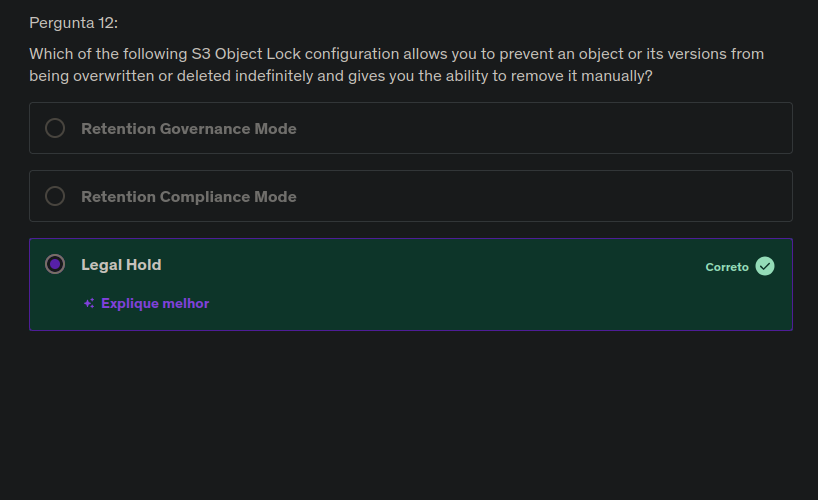 Pergunta 12:
Which of the following S3 Object Lock configuration allows you to prevent an object or its versions from
being overwritten or deleted indefinitely and gives you the ability to remove it manually?
Retention Governance Mode
Retention Compliance Mode
Legal Hold
Correto
Explique melhor